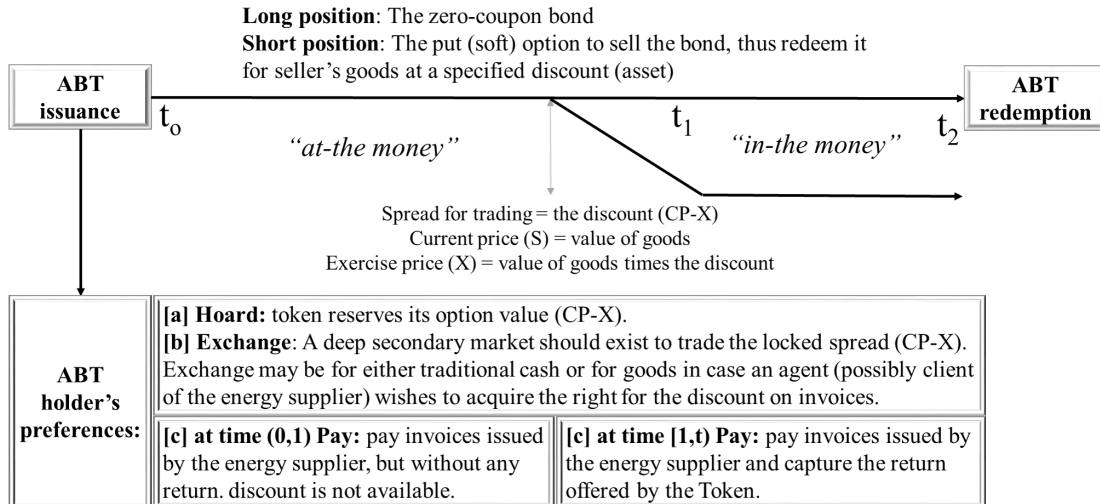 Long position: The zero-coupon bond
Short position: The put (soft) option to sell the bond, thus redeem it
for seller's goods at a specified discount (asset)
ABT
issuance
ABT
redemption
to
t1
t2
“at-the money”
“in-the money”
Spread for trading = the discount (CP-X)
Current price (S) = value of goods
Exercise price (X) = value of goods times the discount
ABT
holder's
preferences:
[a] Hoard: token reserves its option value (CP-X).
[b] Exchange: A deep secondary market should exist to trade the locked spread (CP-X).
Exchange may be for either traditional cash or for goods in case an agent (possibly client
of the energy supplier) wishes to acquire the right for the discount on invoices.
[c] at time (0,1) Pay: pay invoices issued
by the energy supplier, but without any
return. discount is not available.
[c] at time [1,t) Pay: pay invoices issued by
the energy supplier and capture the return
offered by the Token.